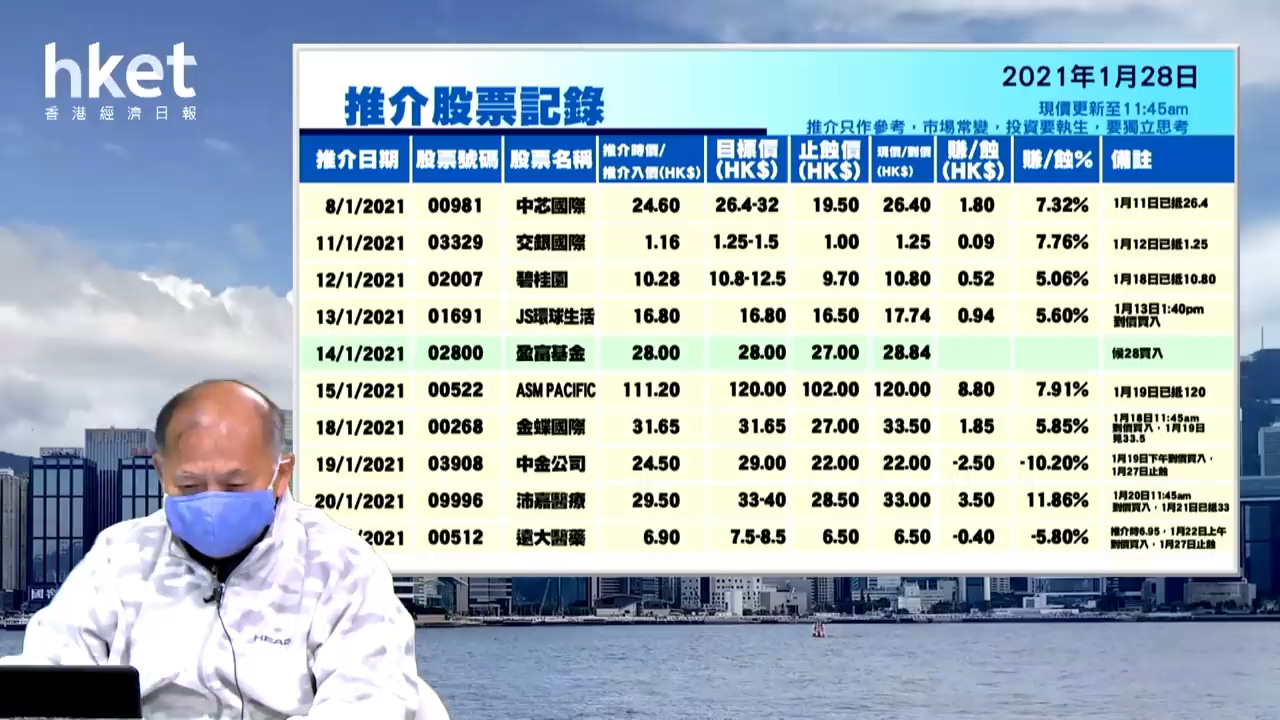 hket
香港經濟日報
2021年1月28日
推介股票記錄
現價更新至11:45am
推介只作參考，市場常變，投資要執生，要獨立思考
推介日期 股票號碼 股票名稱 推介時價/推介入價(HK$) 目標價(HK$) 止蝕價(HK$) 現價/到價(HK$) 賺/蝕(HK$) 賺/蝕% 備註
8/1/2021 00981 中芯國際 24.60 26.4-32 19.50 26.40 1.80 7.32% 1月11日已抵26.4
11/1/2021 03329 交銀國際 1.16 1.25-1.5 1.00 1.25 0.09 7.76% 1月12日已抵1.25
12/1/2021 02007 碧桂園 10.28 10.8-12.5 9.70 10.80 0.52 5.06% 1月18日已抵10.80
13/1/2021 01691 JS環球生活 16.80 16.80 16.50 17.74 0.94 5.60% 1月13日1:40pm 到價買入
14/1/2021 02800 盈富基金 28.00 28.00 27.00 28.84 候28買入
15/1/2021 00522 ASM PACIFIC 111.20 120.00 102.00 120.00 8.80 7.91% 1月19日已抵120
18/1/2021 00268 金蝶國際 31.65 31.65 27.00 33.50 1.85 5.85% 1月18日11:45am 到價買入，1月19日 見33.5
19/1/2021 03908 中金公司 24.50 29.00 22.00 22.00 -2.50 -10.20% 1月19日下午到價買入， 1月27日止蝕
20/1/2021 09996 沛嘉醫療 29.50 33-40 28.50 33.00 3.50 11.86% 1月20日11:45am 到價買入，1月21日已抵33
/2021 00512 遠大醫藥 6.90 7.5-8.5 6.50 6.50 -0.40 -5.80% 推介時6.95，1月22日上午 到價買入，1月27日止蝕